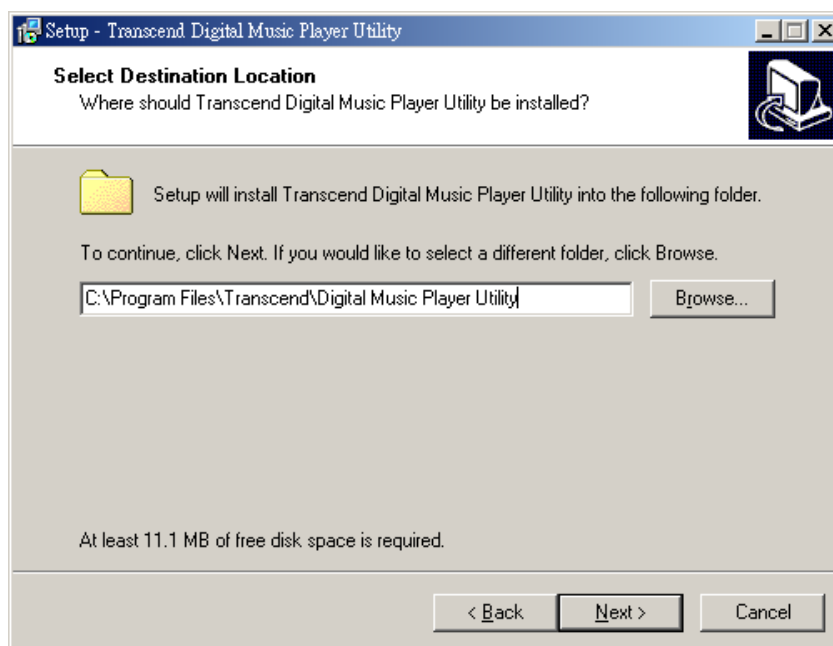 Setup - Transcend Digital Music Player Utility
Select Destination Location
Where should Transcend Digital Music Player Utility be installed?
Setup will install Transcend Digital Music Player Utility into the following folder.
To continue, click Next. If you would like to select a different folder, click Browse.
C:\Program Files\Transcend\Digital Music Player Utility
Browse...
At least 11.1 MB of free disk space is required.
< Back
Next >
Cancel